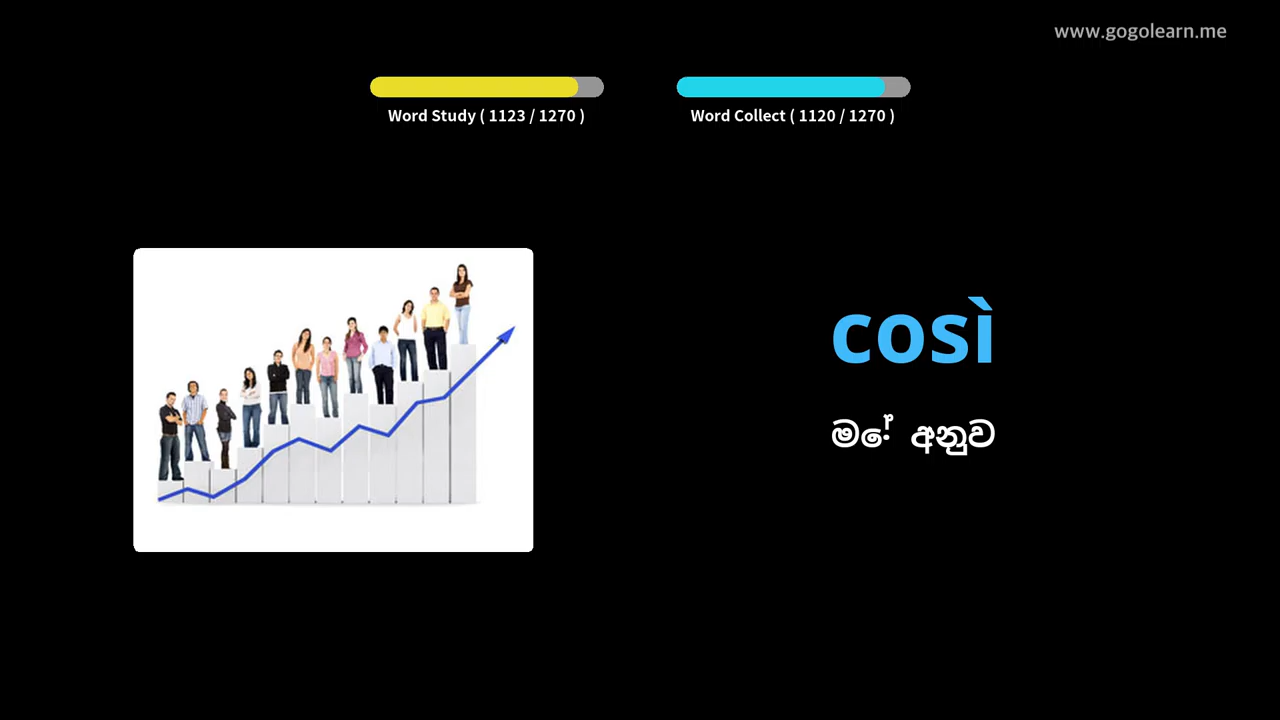 www.gogolearn.me
Word Study ( 1123 / 1270 )
Word Collect ( 1120 / 1270 )
così
මේ අනුව